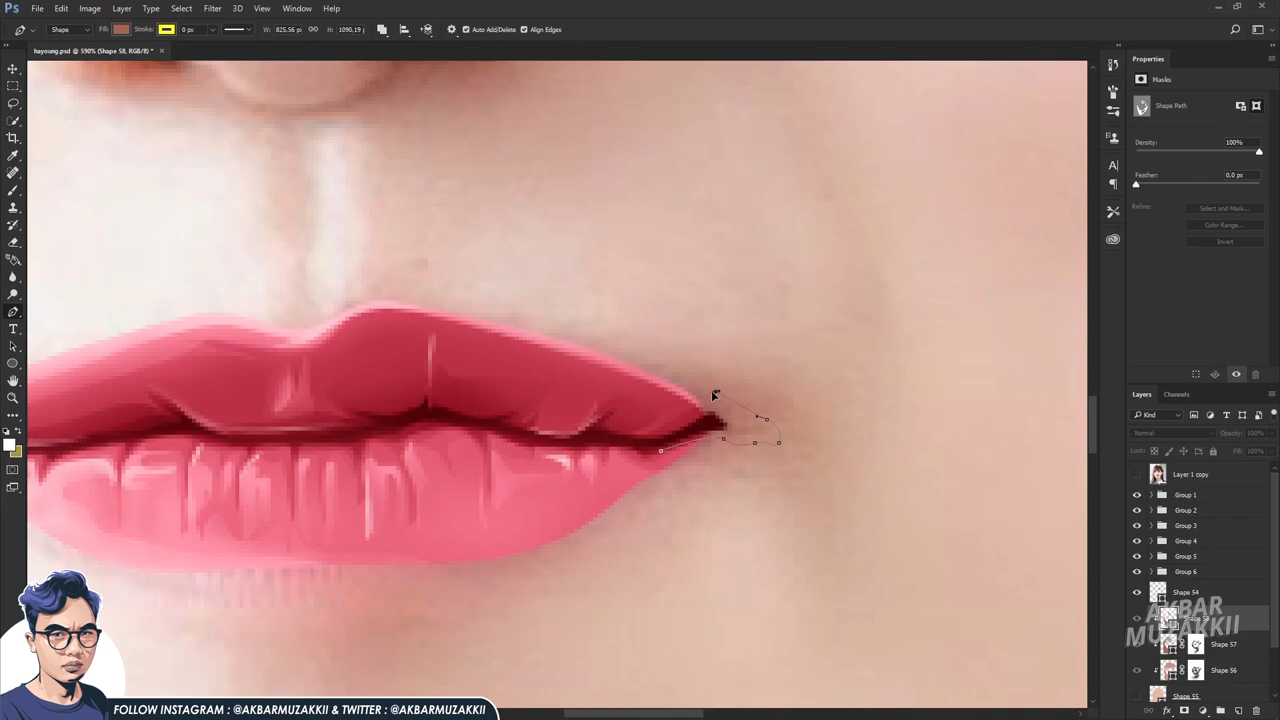 Ps File Edit Image Layer Type Select Filter 3D View Window Help
Shape Fill: Stroke: 0 px W: 825.56 px H: 1090.19 p Auto Add/Delete Align Edges
hayoung.psd @ 590% (Shape 58, RGB/8) *
Properties
Masks
Shape Path
Density: 100%
Feather: 0.0 px
Refine: Select and Mask...
Color Range...
Invert
Layers Channels
Kind
Normal Opacity: 100%
Lock: Fill: 100%
Layer 1 copy
Group 1
Group 2
Group 3
Group 4
Group 5
Group 6
Shape 54
AKBAR
MUZAKKII
Shape 57
Shape 56
Shape 55
FOLLOW INSTAGRAM : @AKBARMUZAKKII & TWITTER : @AKBARMUZAKKII